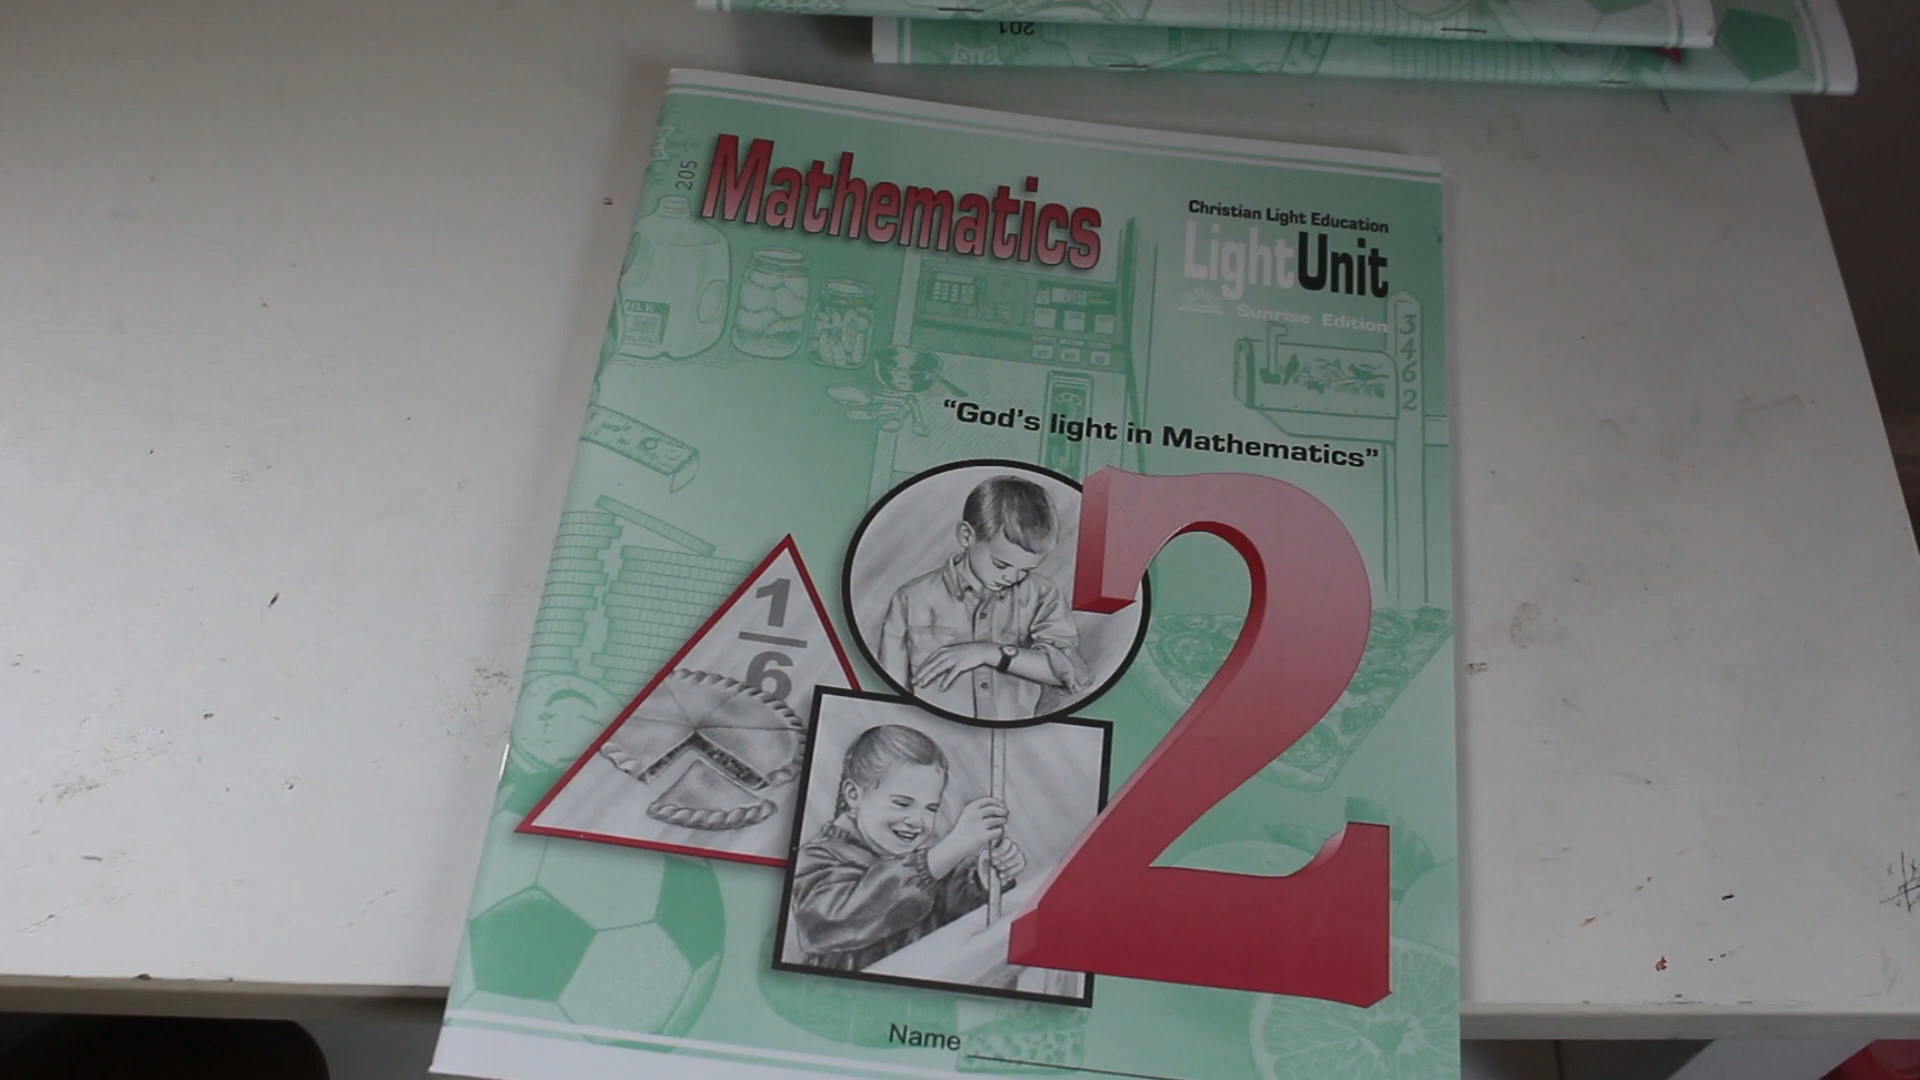 201
205
Mathematics
Christian Light Education
LightUnit
Sunrise Edition
MILK
3
4
6
2
"God's light in Mathematics"
1
6
2
Name